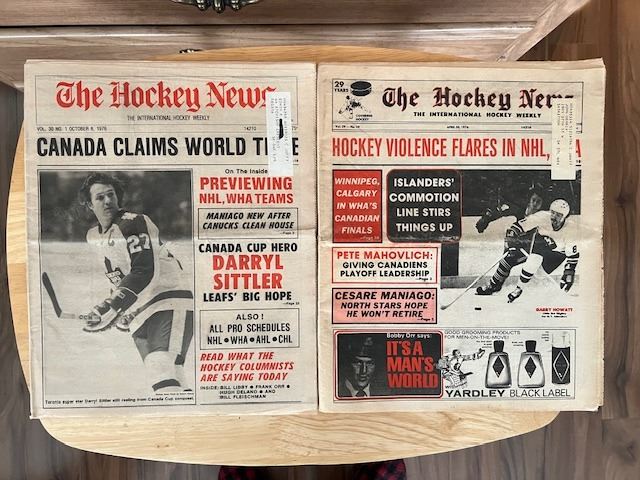 The Hockey News
THE INTERNATIONAL HOCKEY WEEKLY
VOL. 30 NO. 1 OCTOBER 8, 1976
14210
CANADA CLAIMS WORLD
On The Inside
PREVIEWING
NHL, WHA TEAMS
MANIAGO NEW AFTER
CANUCKS CLEAN HOUSE
CANADA CUP HERO
DARRYL
SITTLER
LEAFS' BIG HOPE
ALSO!
ALL PRO SCHEDULES
NHL • WHA • AHL • CHL
READ WHAT THE
HOCKEY COLUMNISTS
ARE SAYING TODAY
INSIDE: BILL LIBBY • FRANK ORR •
HUGH DELANO • AND
BILL FLEISCHMAN
27
Toronto super star Darryl Sittler still reeling from Canada Cup conquest.
29
YEARS
COVERING
HOCKEY
The Hockey News
THE INTERNATIONAL HOCKEY WEEKLY
HOCKEY VIOLENCE FLARES IN NHL,
WINNIPEG,
CALGARY
IN WHA'S
CANADIAN
FINALS
ISLANDERS'
COMMOTION
LINE STIRS
THINGS UP
PETE MAHOVLICH:
GIVING CANADIENS
PLAYOFF LEADERSHIP
CESARE MANIAGO:
NORTH STARS HOPE
HE WON'T RETIRE
GARRY HOWATT
Bobby Orr says:
IT'S A
MAN'S
WORLD
GOOD GROOMING PRODUCTS
FOR MEN-ON-THE-MOVE!
YARDLEY BLACK LABEL